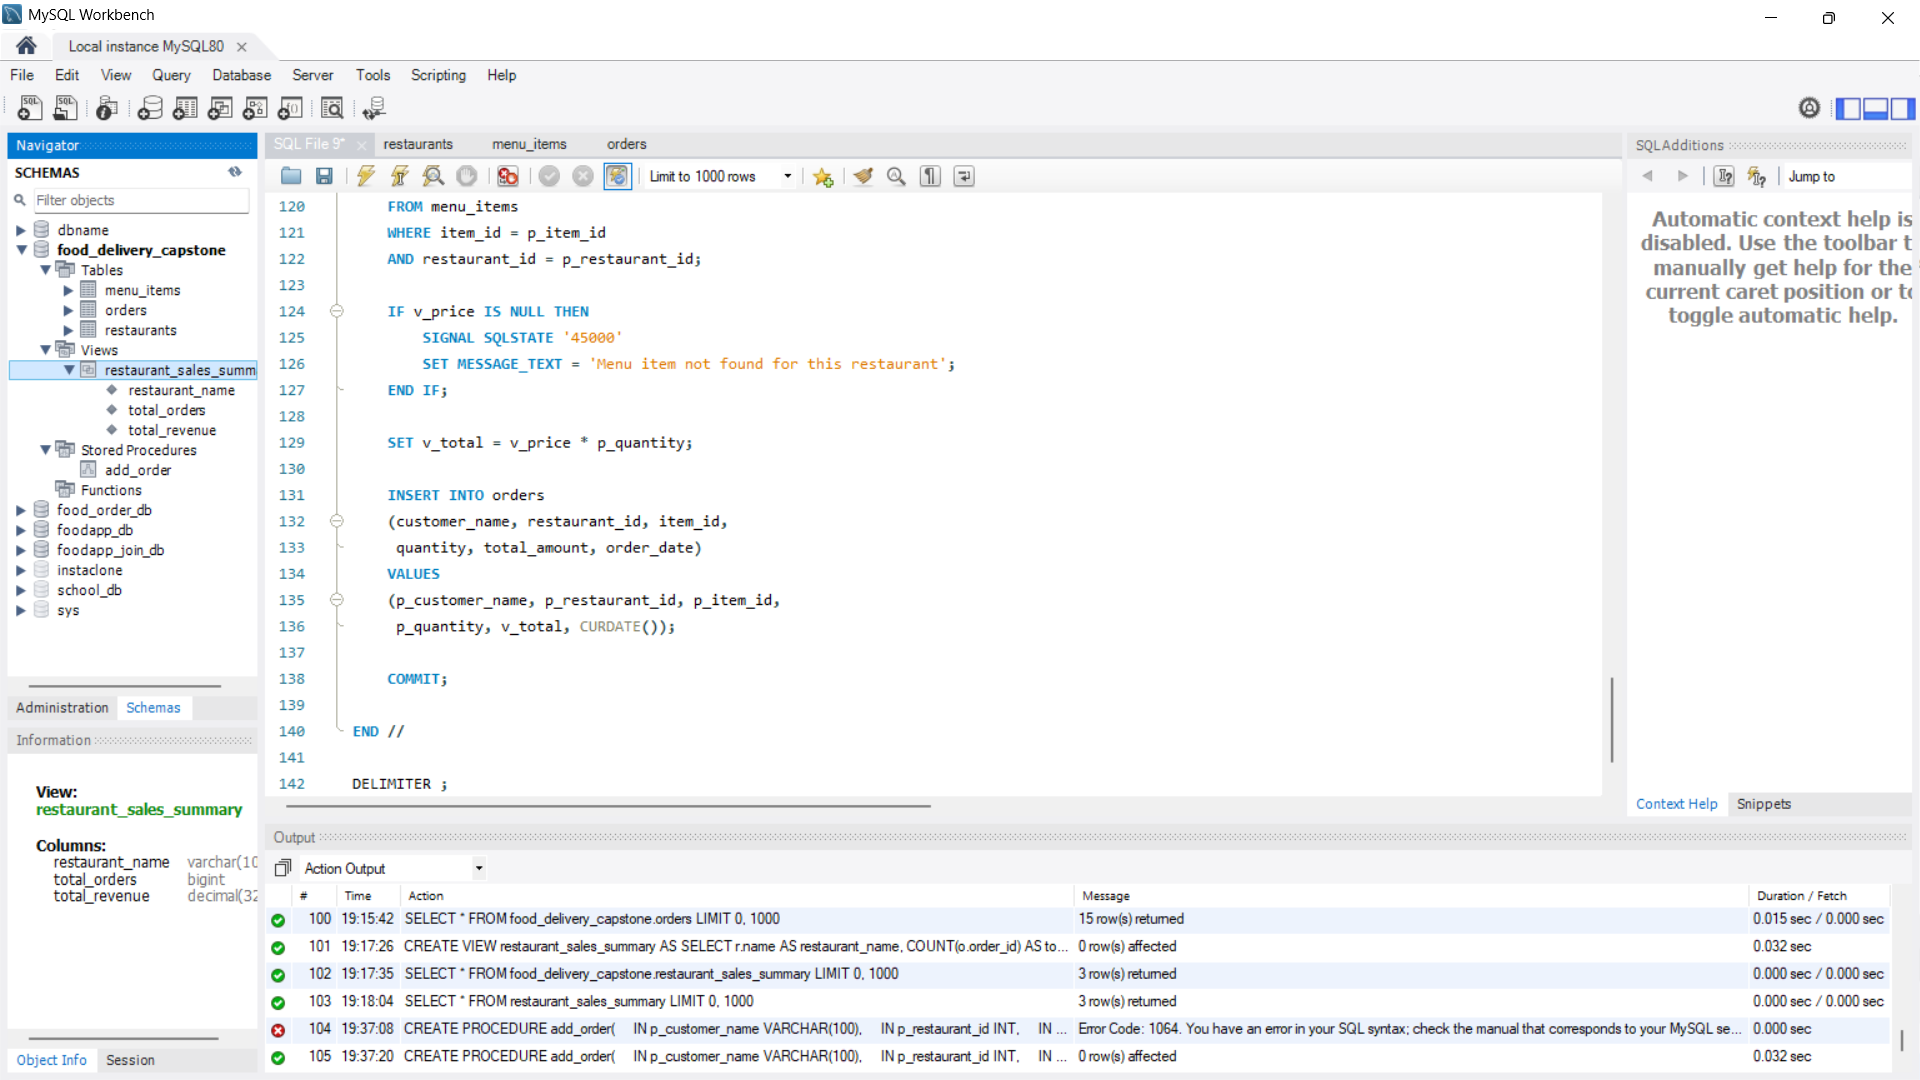 MySQL Workbench
Local instance MySQL80
File Edit View Query Database Server Tools Scripting Help
Navigator
SCHEMAS
Filter objects
dbname
food_delivery_capstone
Tables
menu_items
orders
restaurants
Views
restaurant_sales_summ
restaurant_name
total_orders
total_revenue
Stored Procedures
add_order
Functions
food_order_db
foodapp_db
foodapp_join_db
instaclone
school_db
sys
Administration Schemas
Information
View:
restaurant_sales_summary
Columns:
restaurant_name varchar(10
total_orders bigint
total_revenue decimal(32
Object Info Session
SQL File 9* restaurants menu_items orders
Limit to 1000 rows
120 FROM menu_items
121 WHERE item_id = p_item_id
122 AND restaurant_id = p_restaurant_id;
123
124 IF v_price IS NULL THEN
125 SIGNAL SQLSTATE '45000'
126 SET MESSAGE_TEXT = 'Menu item not found for this restaurant';
127 END IF;
128
129 SET v_total = v_price * p_quantity;
130
131 INSERT INTO orders
132 (customer_name, restaurant_id, item_id,
133 quantity, total_amount, order_date)
134 VALUES
135 (p_customer_name, p_restaurant_id, p_item_id,
136 p_quantity, v_total, CURDATE());
137
138 COMMIT;
139
140 END //
141
142 DELIMITER ;
SQLAdditions
Jump to
Automatic context help is
disabled. Use the toolbar t
manually get help for the
current caret position or to
toggle automatic help.
Context Help Snippets
Output
Action Output
# Time Action Message Duration / Fetch
100 19:15:42 SELECT * FROM food_delivery_capstone.orders LIMIT 0, 1000 15 row(s) returned 0.015 sec / 0.000 sec
101 19:17:26 CREATE VIEW restaurant_sales_summary AS SELECT r.name AS restaurant_name, COUNT(o.order_id) AS to... 0 row(s) affected 0.032 sec
102 19:17:35 SELECT * FROM food_delivery_capstone.restaurant_sales_summary LIMIT 0, 1000 3 row(s) returned 0.000 sec / 0.000 sec
103 19:18:04 SELECT * FROM restaurant_sales_summary LIMIT 0, 1000 3 row(s) returned 0.000 sec / 0.000 sec
104 19:37:08 CREATE PROCEDURE add_order( IN p_customer_name VARCHAR(100), IN p_restaurant_id INT, IN ... Error Code: 1064. You have an error in your SQL syntax; check the manual that corresponds to your MySQL se... 0.000 sec
105 19:37:20 CREATE PROCEDURE add_order( IN p_customer_name VARCHAR(100), IN p_restaurant_id INT, IN ... 0 row(s) affected 0.032 sec